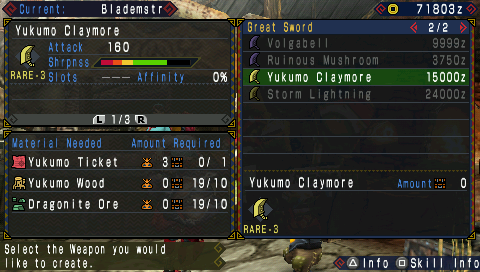 Current: Blademstr
71803z
Yukumo Claymore
Attack 160
Shrpnss
RARE-3 Slots --- Affinity 0%
L 1/3 R
Great Sword 2/2
Volgabell 9999z
Ruinous Mushroom 3750z
Yukumo Claymore 15000z
Storm Lightning 24000z
Material Needed Amount Required
Yukumo Ticket 3 0/ 1
Yukumo Wood 0 19/10
Dragonite Ore 0 19/10
Yukumo Claymore Amount 0
RARE-3
Select the Weapon you would
like to create.
Info Skill Info